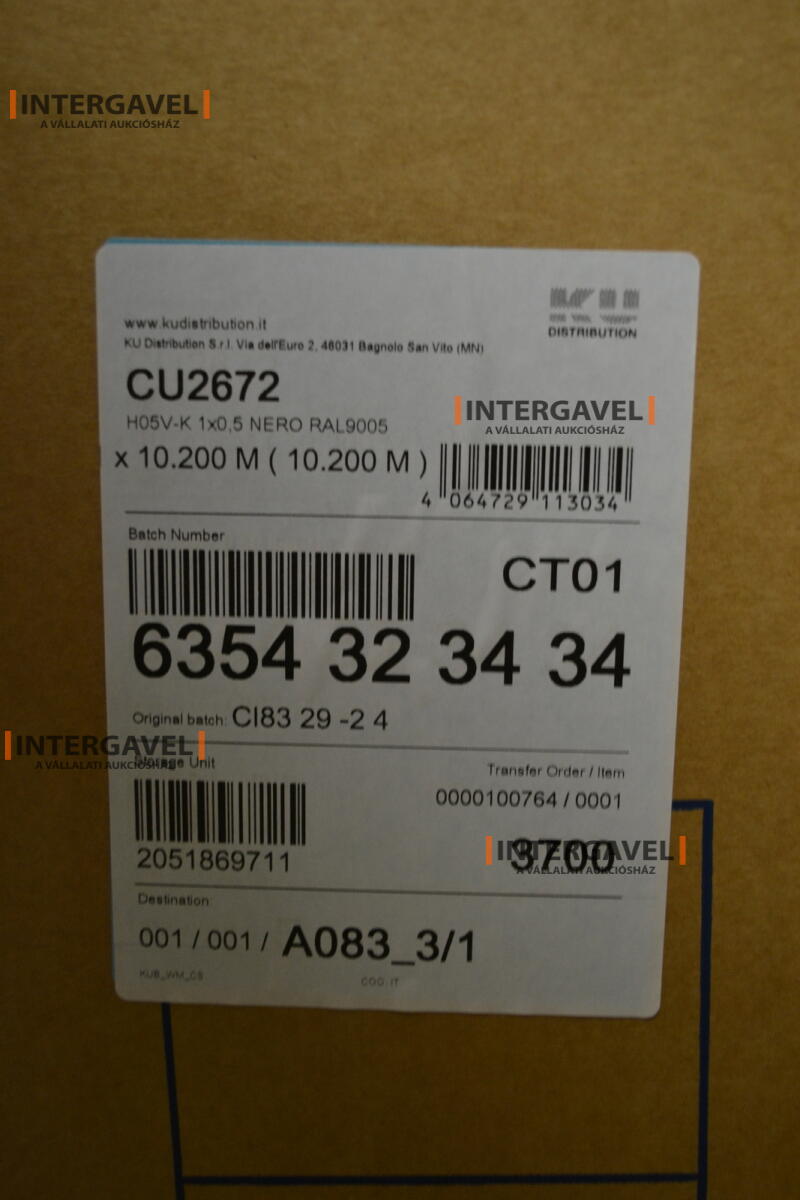 INTERGAVEL
A VÁLLALATI AUKCIÓSHÁZ
www.kudistribution.it
KU Distribution S.r.l. Via dell'Euro 2, 46031 Bagnolo San Vito (MN)
DISTRIBUTION
CU2672
H05V-K 1x0,5 NERO RAL9005
INTERGAVEL
A VÁLLALATI AUKCIÓSHÁZ
x 10.200 M ( 10.200 M )
4 064729 113034
Batch Number
CT01
6354 32 34 34
Original batch: CI83 29 -2 4
INTERGAVEL
A VÁLLALATI AUKCIÓSHÁZ
Storage Unit
Transfer Order / Item
0000100764 / 0001
2051869711
3700
INTERGAVEL
A VÁLLALATI AUKCIÓSHÁZ
Destination
001 / 001 / A083_3/1